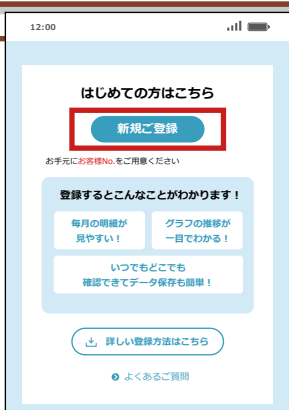 12:00
はじめての方はこちら
新規ご登録
お手元にお客様No.をご用意ください
登録するとこんなことがわかります！
毎月の明細が
見やすい！
グラフの推移が
一目でわかる！
いつでもどこでも
確認できてデータ保存も簡単！
詳しい登録方法はこちら
よくあるご質問